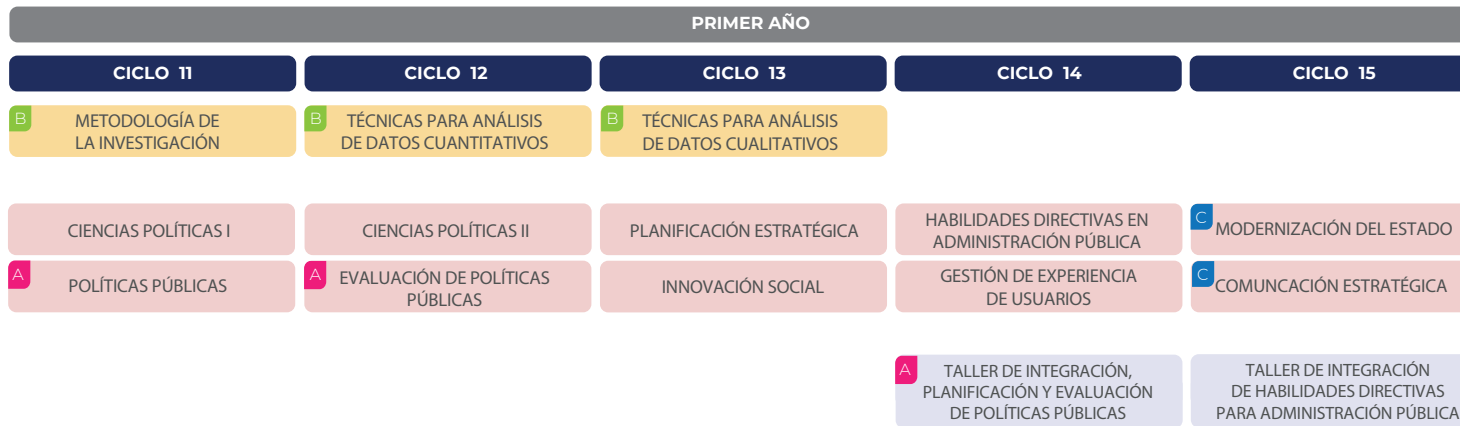 PRIMER AÑO
CICLO 11
CICLO 12
CICLO 13
CICLO 14
CICLO 15
B
METODOLOGÍA DE
LA INVESTIGACIÓN
B
TÉCNICAS PARA ANÁLISIS
DE DATOS CUANTITATIVOS
B
TÉCNICAS PARA ANÁLISIS
DE DATOS CUALITATIVOS
CIENCIAS POLÍTICAS I
CIENCIAS POLÍTICAS II
PLANIFICACIÓN ESTRATÉGICA
HABILIDADES DIRECTIVAS EN
ADMINISTRACIÓN PÚBLICA
C
MODERNIZACIÓN DEL ESTADO
A
POLÍTICAS PÚBLICAS
A
EVALUACIÓN DE POLÍTICAS
PÚBLICAS
INNOVACIÓN SOCIAL
GESTIÓN DE EXPERIENCIA
DE USUARIOS
C
COMUNCACIÓN ESTRATÉGICA
A
TALLER DE INTEGRACIÓN,
PLANIFICACIÓN Y EVALUACIÓN
DE POLÍTICAS PÚBLICAS
TALLER DE INTEGRACIÓN
DE HABILIDADES DIRECTIVAS
PARA ADMINISTRACIÓN PÚBLICA